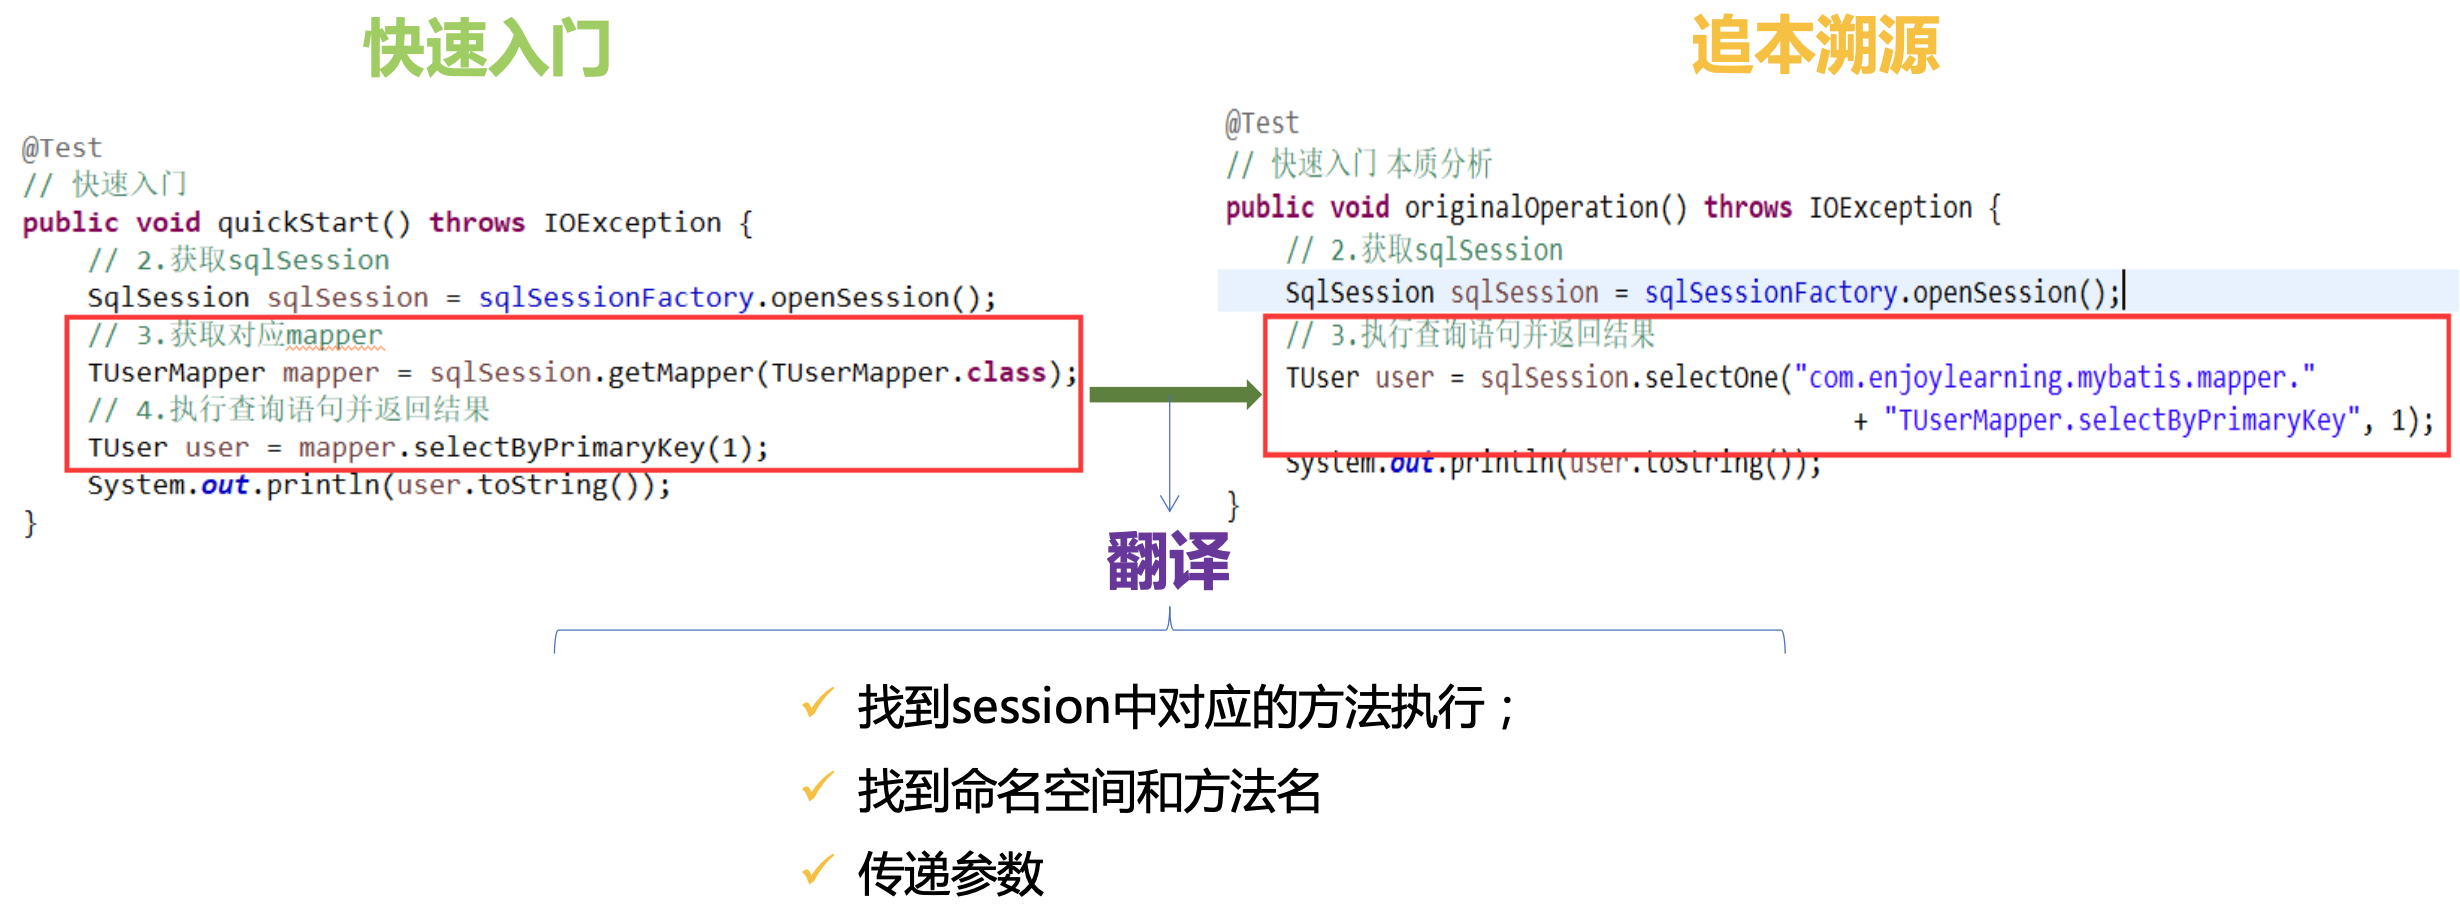 快速入门
@Test
// 快速入门
public void quickStart() throws IOException {
// 2.获取sqlSession
SqlSession sqlSession = sqlSessionFactory.openSession();
// 3.获取对应mapper
TUserMapper mapper = sqlSession.getMapper(TUserMapper.class);
// 4.执行查询语句并返回结果
TUser user = mapper.selectByPrimaryKey(1);
System.out.println(user.toString());
}
追本溯源
@Test
// 快速入门 本质分析
public void originalOperation() throws IOException {
// 2.获取sqlSession
SqlSession sqlSession = sqlSessionFactory.openSession();
// 3.执行查询语句并返回结果
TUser user = sqlSession.selectOne("com.enjoylearning.mybatis.mapper."
+ "TUserMapper.selectByPrimaryKey", 1);
System.out.println(user.toString());
}
翻译
找到session中对应的方法执行；
找到命名空间和方法名
传递参数